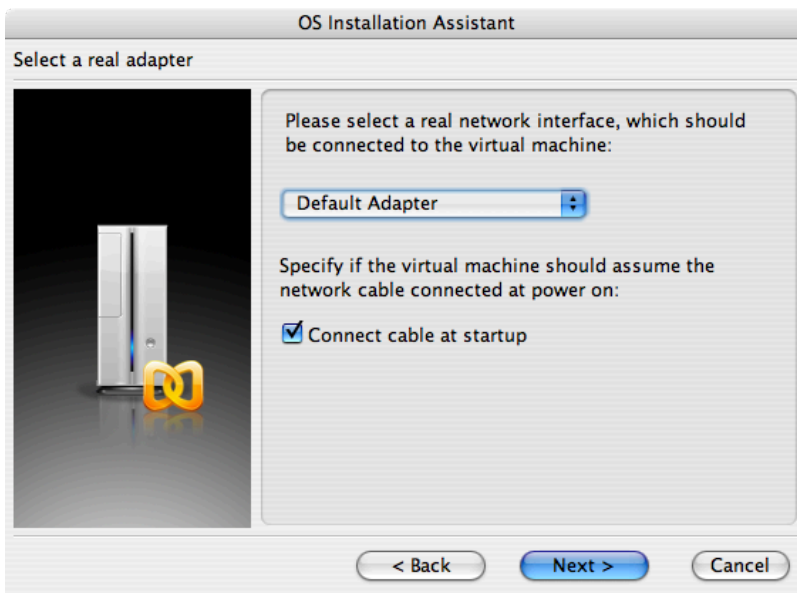 OS Installation Assistant
Select a real adapter
Please select a real network interface, which should
be connected to the virtual machine:
Default Adapter
Specify if the virtual machine should assume the
network cable connected at power on:
Connect cable at startup
< Back
Next >
Cancel